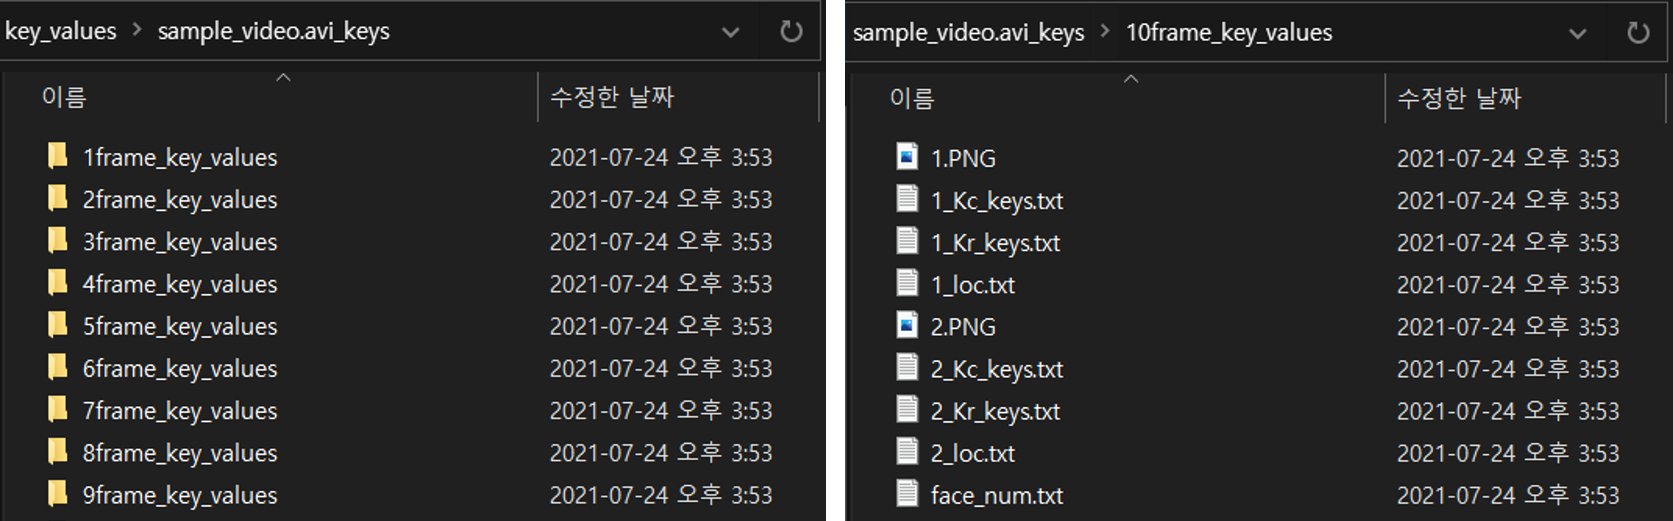 key_values > sample_video.avi_keys
이름 수정한 날짜
1frame_key_values 2021-07-24 오후 3:53
2frame_key_values 2021-07-24 오후 3:53
3frame_key_values 2021-07-24 오후 3:53
4frame_key_values 2021-07-24 오후 3:53
5frame_key_values 2021-07-24 오후 3:53
6frame_key_values 2021-07-24 오후 3:53
7frame_key_values 2021-07-24 오후 3:53
8frame_key_values 2021-07-24 오후 3:53
9frame_key_values 2021-07-24 오후 3:53
sample_video.avi_keys > 10frame_key_values
이름 수정한 날짜
1.PNG 2021-07-24 오후 3:53
1_Kc_keys.txt 2021-07-24 오후 3:53
1_Kr_keys.txt 2021-07-24 오후 3:53
1_loc.txt 2021-07-24 오후 3:53
2.PNG 2021-07-24 오후 3:53
2_Kc_keys.txt 2021-07-24 오후 3:53
2_Kr_keys.txt 2021-07-24 오후 3:53
2_loc.txt 2021-07-24 오후 3:53
face_num.txt 2021-07-24 오후 3:53